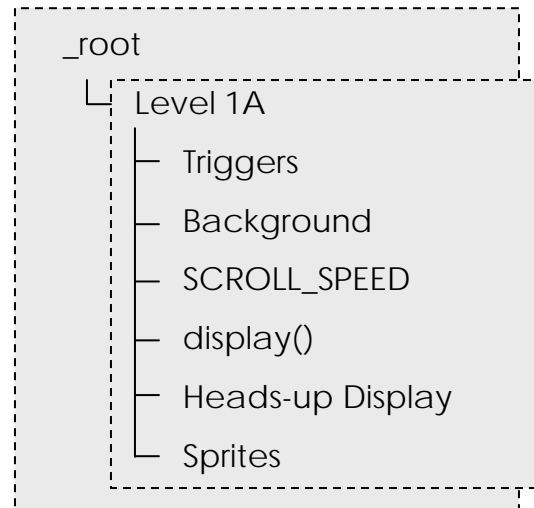 _root
Level 1A
Triggers
Background
SCROLL_SPEED
display()
Heads-up Display
Sprites